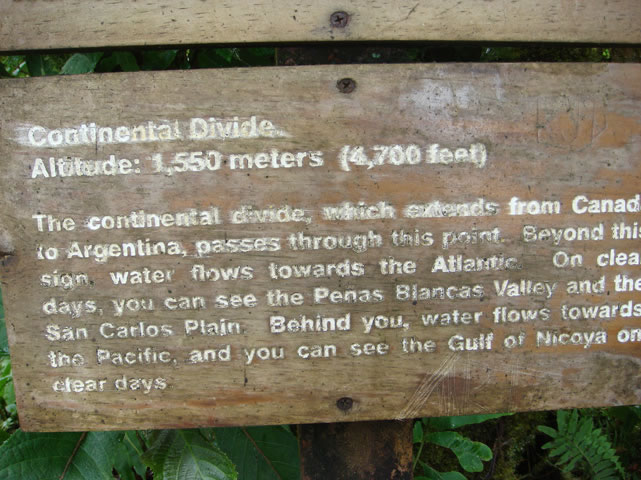 Continental Divide
Altitude: 1,550 meters (4,700 feet)
The continental divide, which extends from Canad
to Argentina, passes through this point. Beyond this
sign, water flows towards the Atlantic. On clea
days, you can see the Penas Blancas Valley and the
San Carlos Plain. Behind you, water flows towards
the Pacific, and you can see the Gulf of Nicoya on
clear days